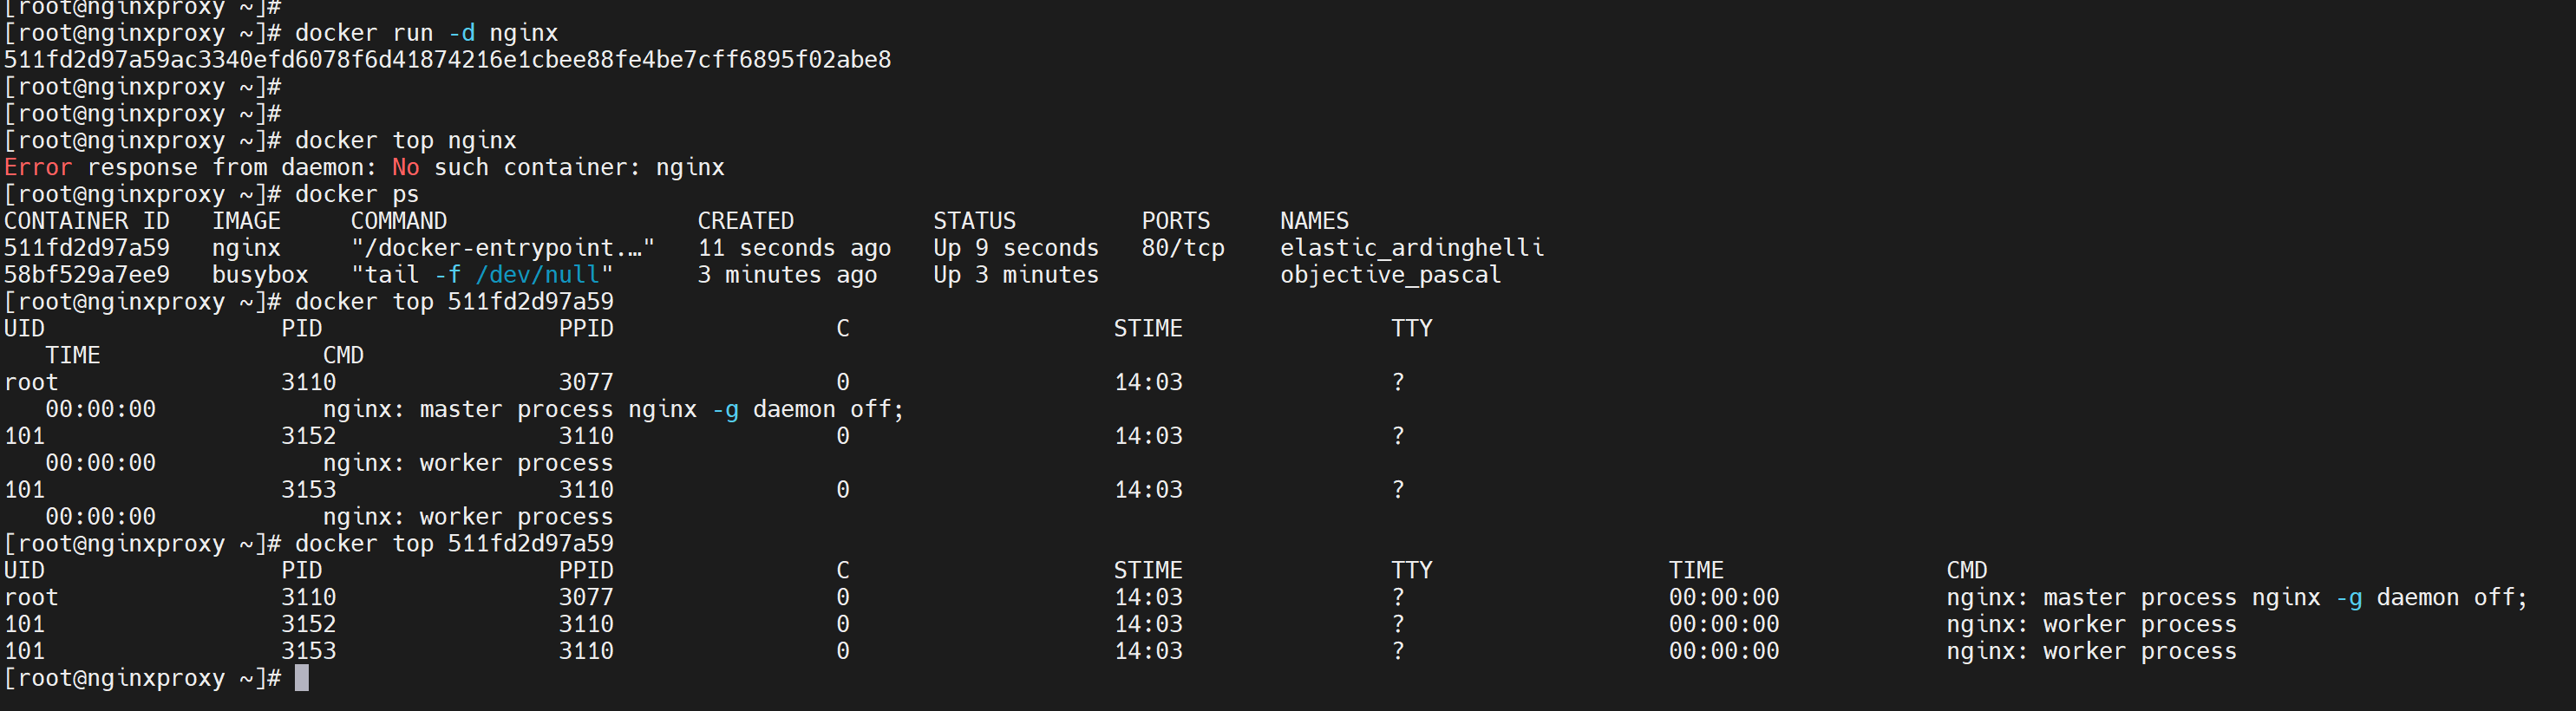 [root@nginxproxy ~]#
[root@nginxproxy ~]# docker run -d nginx
511fd2d97a59ac3340efd6078f6d41874216e1cbee88fe4be7cff6895f02abe8
[root@nginxproxy ~]#
[root@nginxproxy ~]#
[root@nginxproxy ~]# docker top nginx
Error response from daemon: No such container: nginx
[root@nginxproxy ~]# docker ps
CONTAINER ID   IMAGE     COMMAND                  CREATED          STATUS         PORTS     NAMES
511fd2d97a59   nginx     "/docker-entrypoint.…"   11 seconds ago   Up 9 seconds   80/tcp    elastic_ardinghelli
58bf529a7ee9   busybox   "tail -f /dev/null"      3 minutes ago    Up 3 minutes             objective_pascal
[root@nginxproxy ~]# docker top 511fd2d97a59
UID                 PID                 PPID                C                   STIME               TTY
   TIME                CMD
root                3110                3077                0                   14:03               ?
   00:00:00            nginx: master process nginx -g daemon off;
101                 3152                3110                0                   14:03               ?
   00:00:00            nginx: worker process
101                 3153                3110                0                   14:03               ?
   00:00:00            nginx: worker process
[root@nginxproxy ~]# docker top 511fd2d97a59
UID                 PID                 PPID                C                   STIME               TTY                 TIME                CMD
root                3110                3077                0                   14:03               ?                   00:00:00            nginx: master process nginx -g daemon off;
101                 3152                3110                0                   14:03               ?                   00:00:00            nginx: worker process
101                 3153                3110                0                   14:03               ?                   00:00:00            nginx: worker process
[root@nginxproxy ~]#